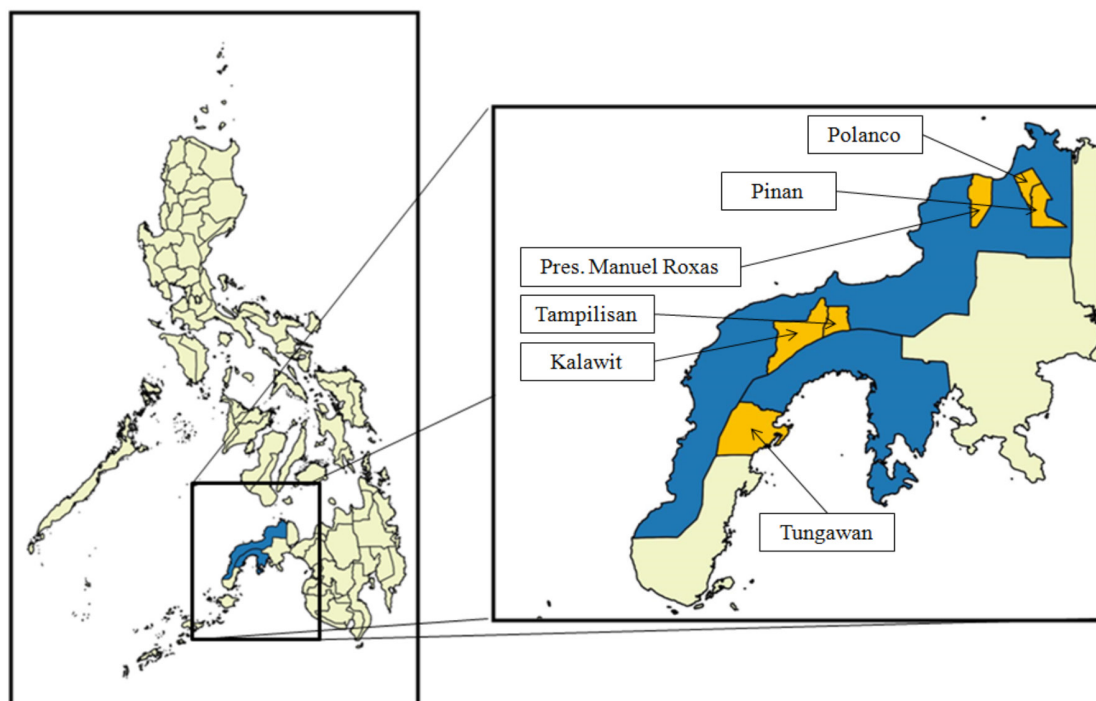 Polanco
Pinan
Pres. Manuel Roxas
Tampilisan
Kalawit
Tungawan